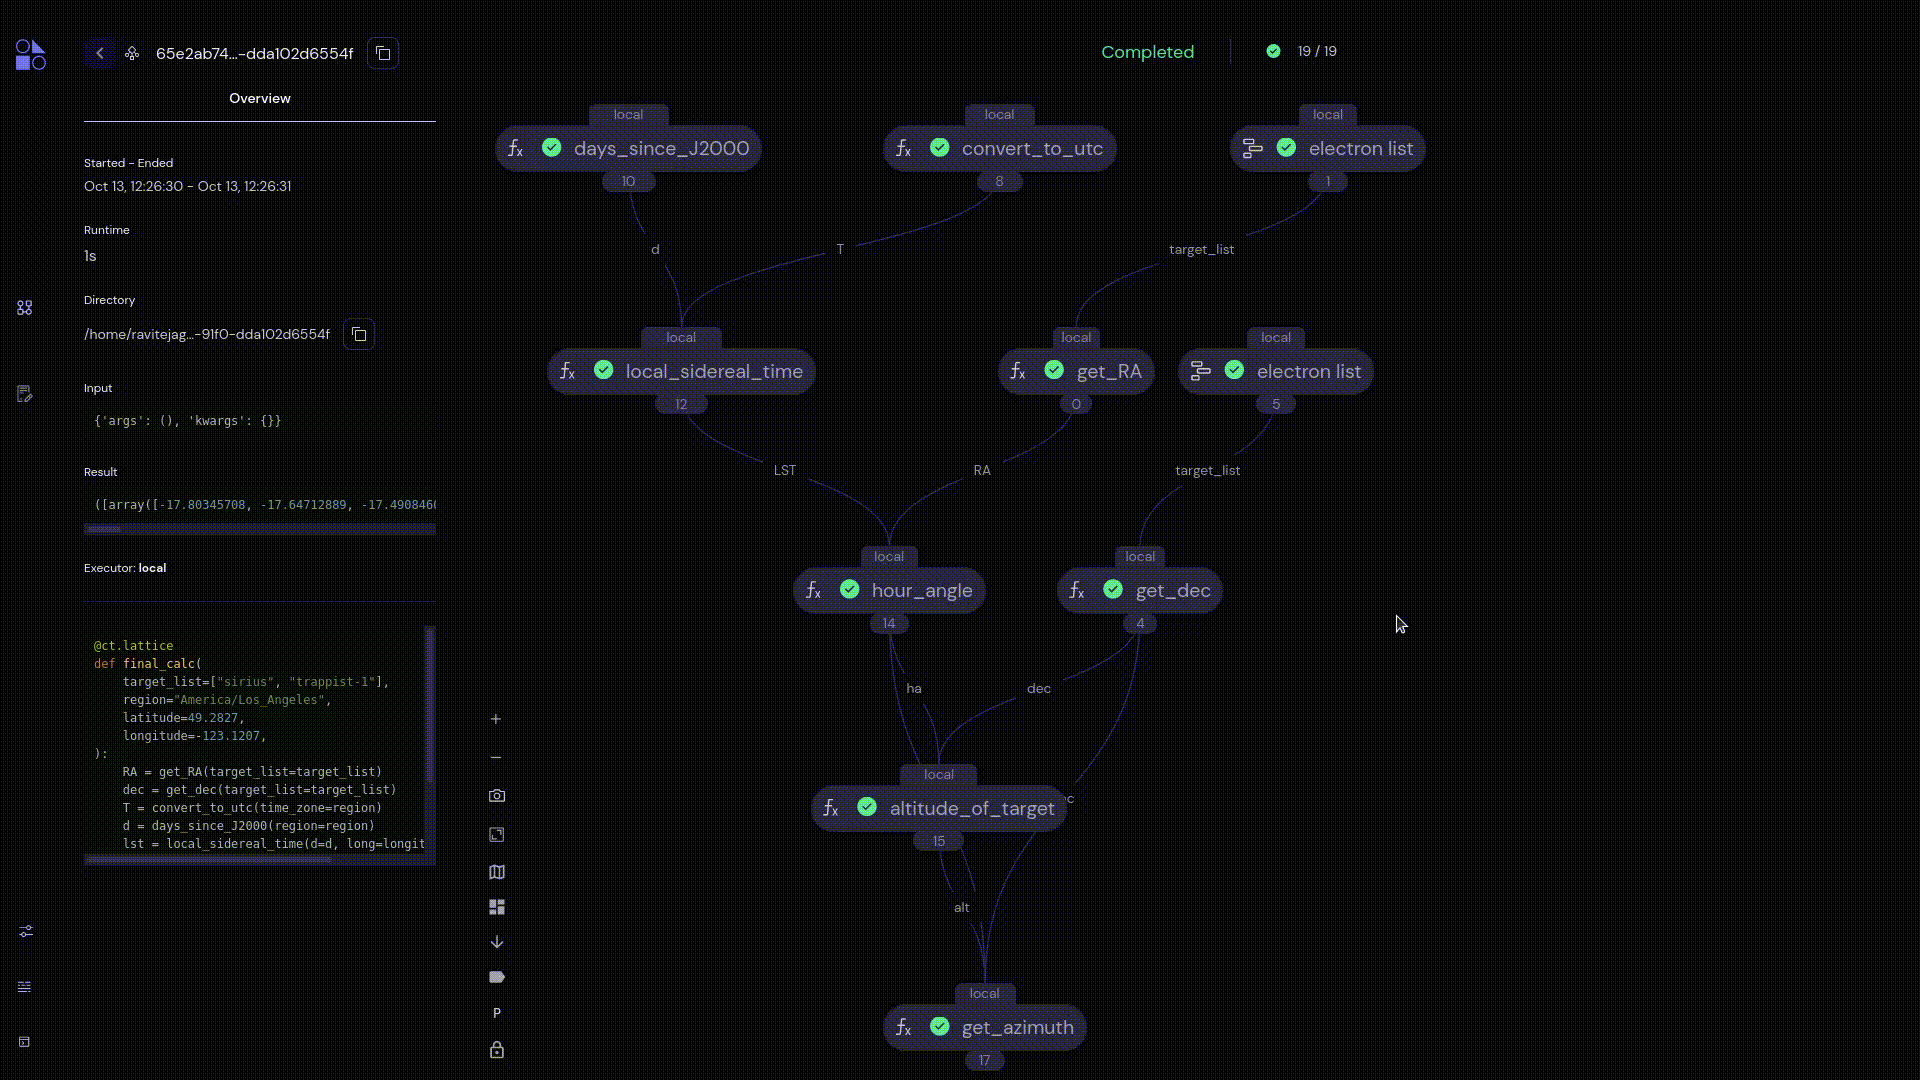 65e2ab74...-dda102d6554f
Completed
19 / 19
Overview
Started - Ended
Oct 13, 12:26:30 - Oct 13, 12:26:31
Runtime
1s
Directory
/home/ravitejag...-91f0-dda102d6554f
Input
{'args': (), 'kwargs': {}}
Result
([array([-17.80345708, -17.64712889, -17.490846
Executor: local
@ct.lattice
def final_calc(
target_list=["sirius", "trappist-1"],
region="America/Los_Angeles",
latitude=49.2827,
longitude=-123.1207,
):
RA = get_RA(target_list=target_list)
dec = get_dec(target_list=target_list)
T = convert_to_utc(time_zone=region)
d = days_since_J2000(region=region)
lst = local_sidereal_time(d=d, long=longit
local
local
local
days_since_J2000
convert_to_utc
electron list
10
8
1
d
T
target_list
local
local
local
local_sidereal_time
get_RA
electron list
12
0
5
LST
RA
target_list
local
local
hour_angle
get_dec
14
4
ha
dec
local
altitude_of_target
c
15
alt
local
get_azimuth
17
P